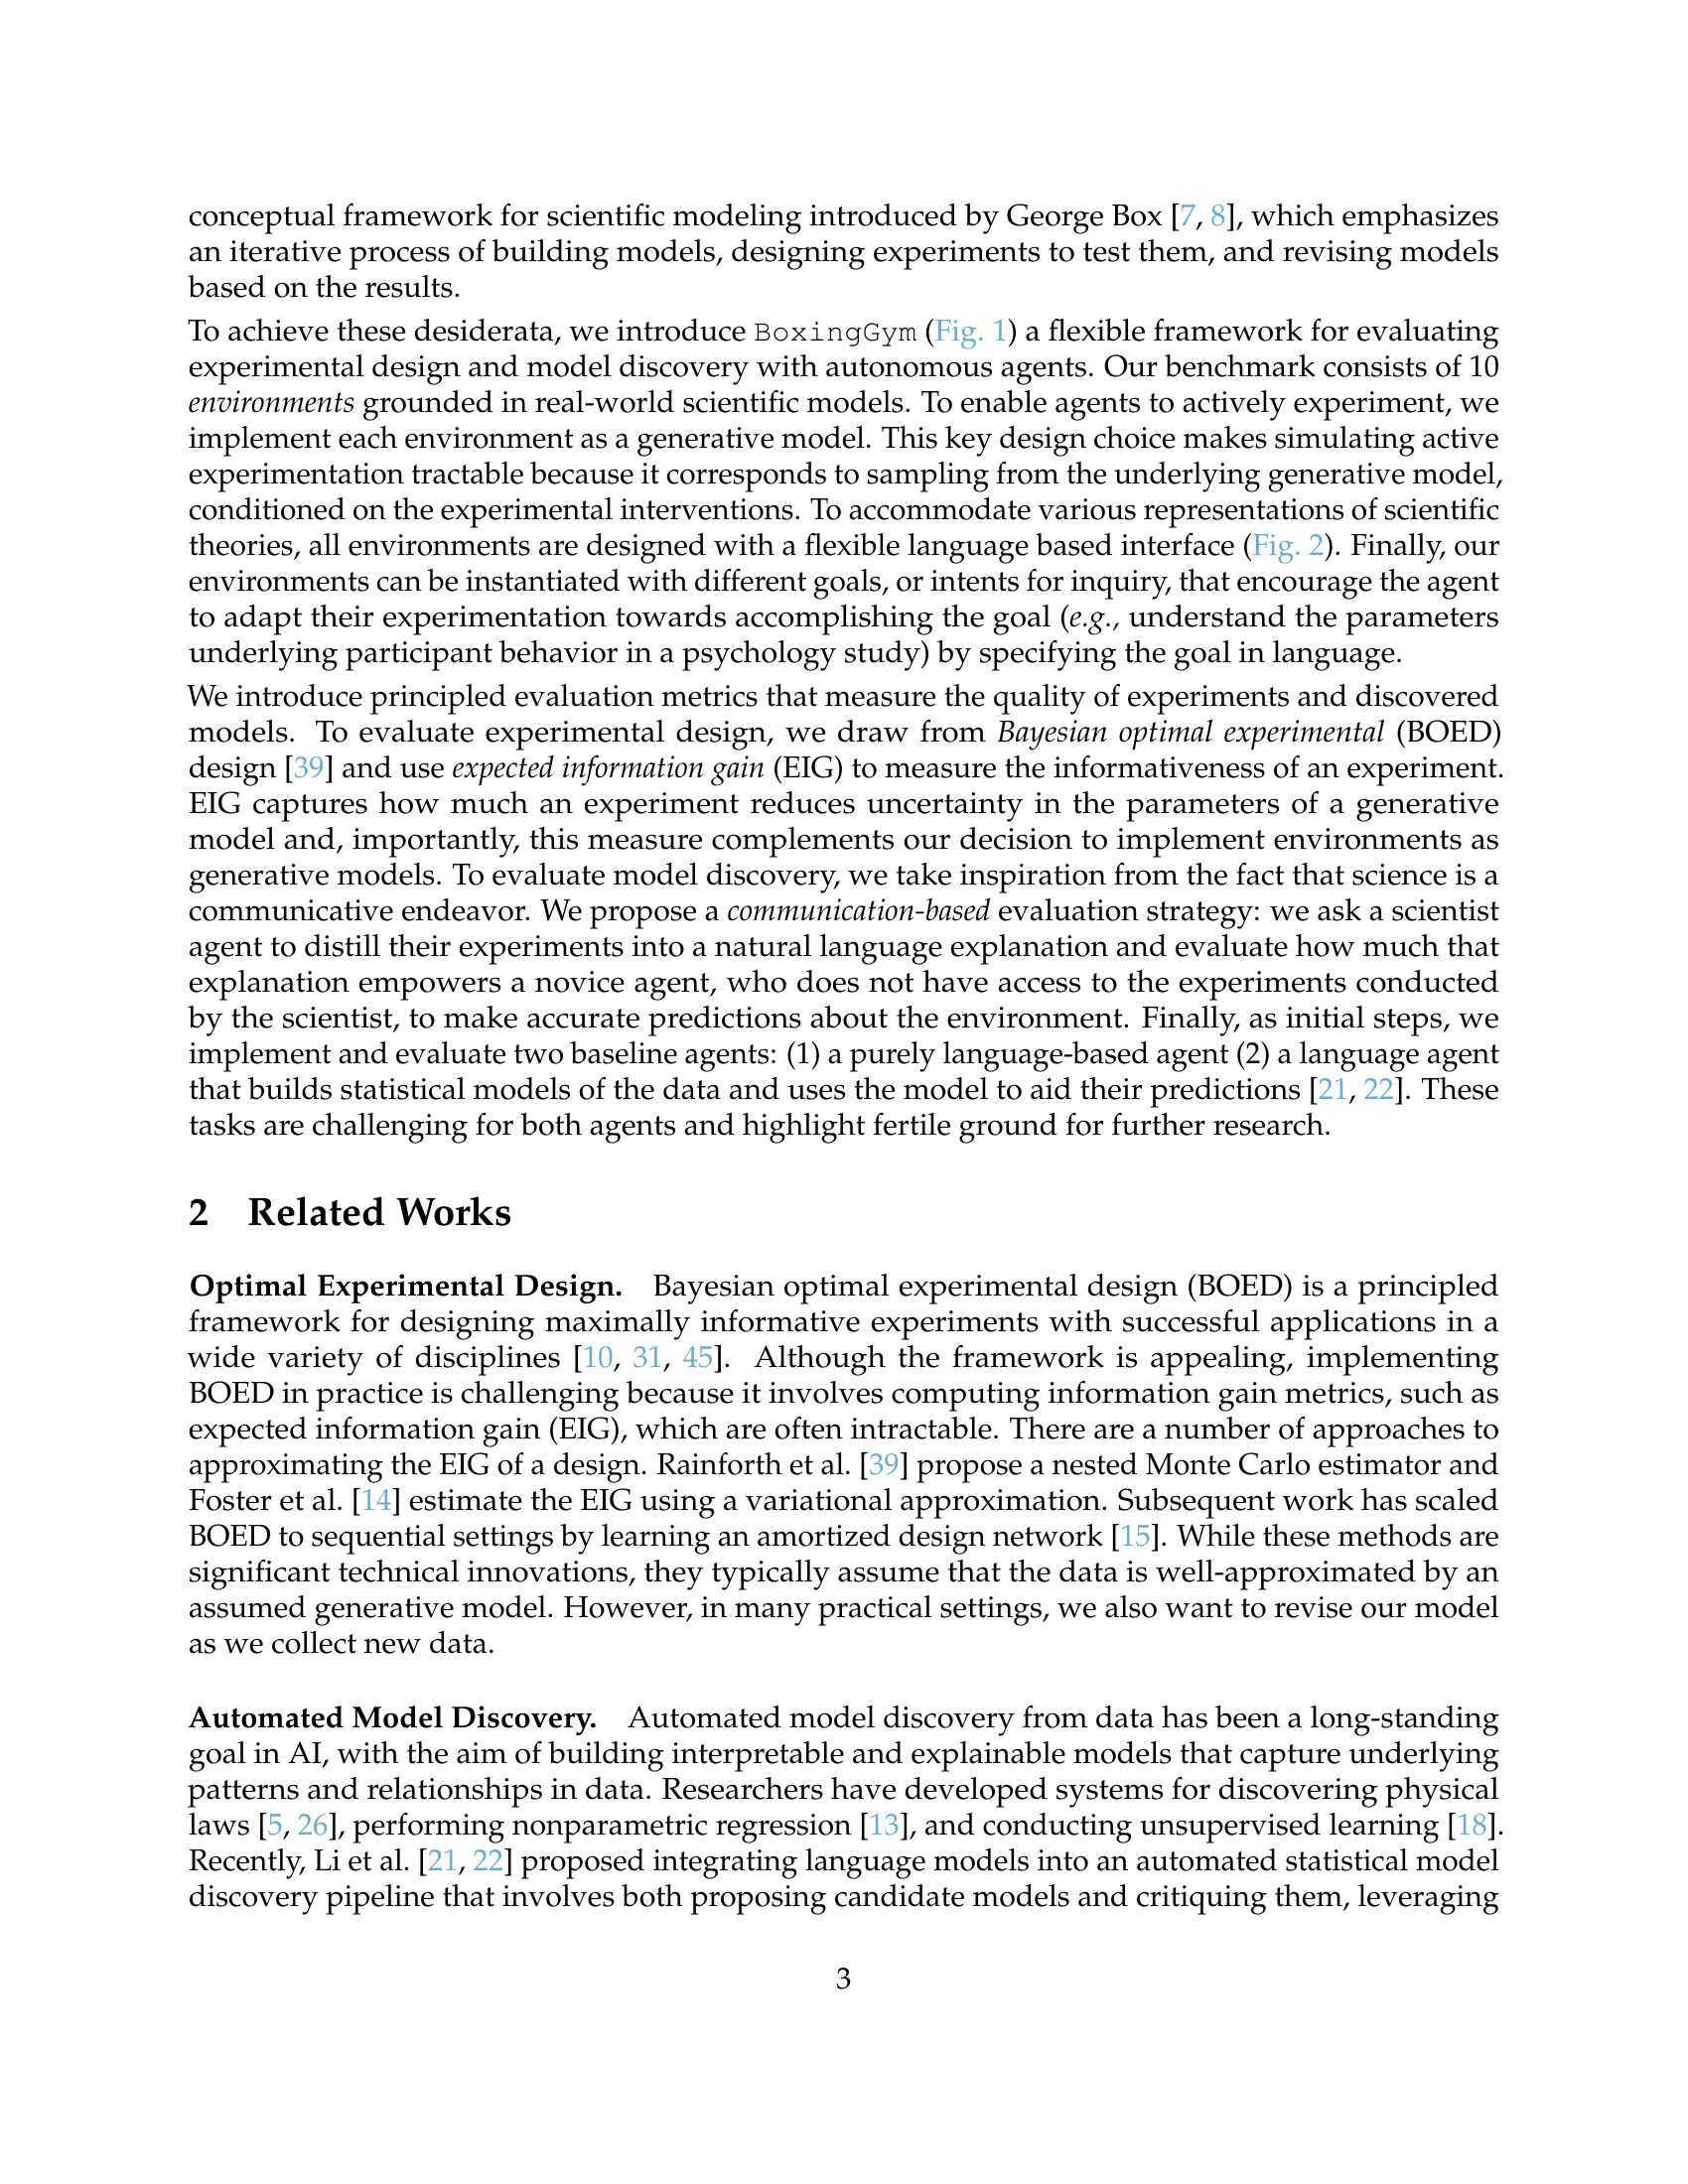 conceptual framework for scientific modeling introduced by George Box [7, 8], which emphasizes
an iterative process of building models, designing experiments to test them, and revising models
based on the results.
To achieve these desiderata, we introduce BoxingGym (Fig. 1) a flexible framework for evaluating
experimental design and model discovery with autonomous agents. Our benchmark consists of 10
environments grounded in real-world scientific models. To enable agents to actively experiment, we
implement each environment as a generative model. This key design choice makes simulating active
experimentation tractable because it corresponds to sampling from the underlying generative model,
conditioned on the experimental interventions. To accommodate various representations of scientific
theories, all environments are designed with a flexible language based interface (Fig. 2). Finally, our
environments can be instantiated with different goals, or intents for inquiry, that encourage the agent
to adapt their experimentation towards accomplishing the goal (e.g., understand the parameters
underlying participant behavior in a psychology study) by specifying the goal in language.
We introduce principled evaluation metrics that measure the quality of experiments and discovered
models. To evaluate experimental design, we draw from Bayesian optimal experimental (BOED)
design [39] and use expected information gain (EIG) to measure the informativeness of an experiment.
EIG captures how much an experiment reduces uncertainty in the parameters of a generative
model and, importantly, this measure complements our decision to implement environments as
generative models. To evaluate model discovery, we take inspiration from the fact that science is a
communicative endeavor. We propose a communication-based evaluation strategy: we ask a scientist
agent to distill their experiments into a natural language explanation and evaluate how much that
explanation empowers a novice agent, who does not have access to the experiments conducted
by the scientist, to make accurate predictions about the environment. Finally, as initial steps, we
implement and evaluate two baseline agents: (1) a purely language-based agent (2) a language agent
that builds statistical models of the data and uses the model to aid their predictions [21, 22]. These
tasks are challenging for both agents and highlight fertile ground for further research.
2 Related Works
Optimal Experimental Design. Bayesian optimal experimental design (BOED) is a principled
framework for designing maximally informative experiments with successful applications in a
wide variety of disciplines [10, 31, 45]. Although the framework is appealing, implementing
BOED in practice is challenging because it involves computing information gain metrics, such as
expected information gain (EIG), which are often intractable. There are a number of approaches to
approximating the EIG of a design. Rainforth et al. [39] propose a nested Monte Carlo estimator and
Foster et al. [14] estimate the EIG using a variational approximation. Subsequent work has scaled
BOED to sequential settings by learning an amortized design network [15]. While these methods are
significant technical innovations, they typically assume that the data is well-approximated by an
assumed generative model. However, in many practical settings, we also want to revise our model
as we collect new data.
Automated Model Discovery. Automated model discovery from data has been a long-standing
goal in AI, with the aim of building interpretable and explainable models that capture underlying
patterns and relationships in data. Researchers have developed systems for discovering physical
laws [5, 26], performing nonparametric regression [13], and conducting unsupervised learning [18].
Recently, Li et al. [21, 22] proposed integrating language models into an automated statistical model
discovery pipeline that involves both proposing candidate models and critiquing them, leveraging
3